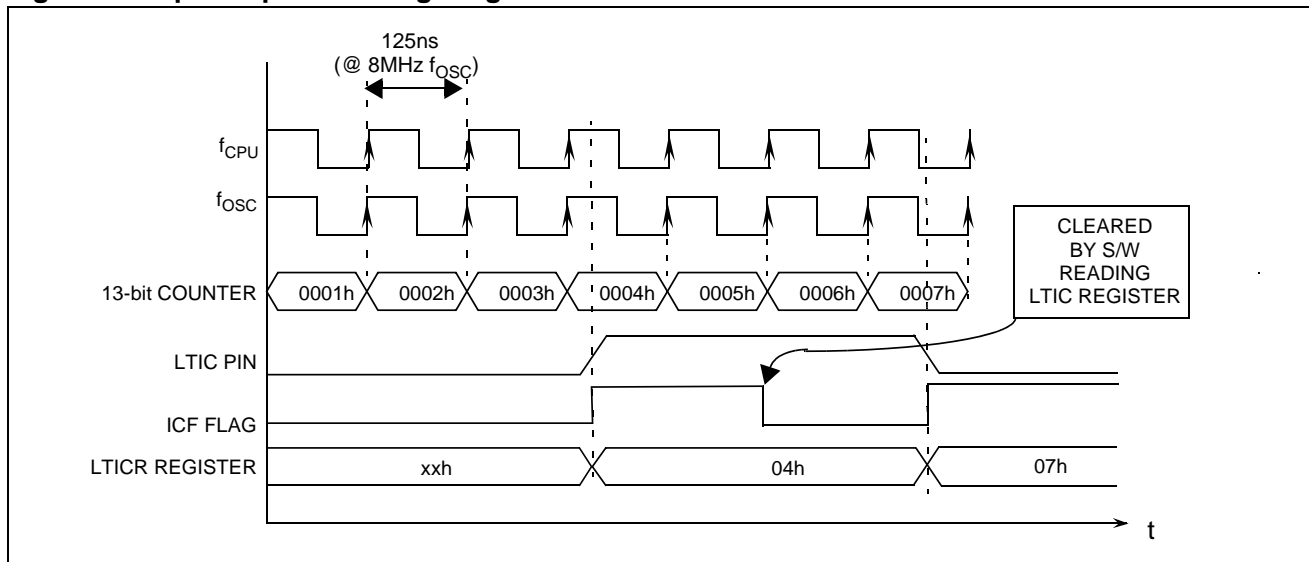 125ns
(@ 8MHz fOSC)
fCPU
fOSC
13-bit COUNTER
0001h
0002h
0003h
0004h
0005h
0006h
0007h
CLEARED
BY S/W
READING
LTIC REGISTER
LTIC PIN
ICF FLAG
LTICR REGISTER
xxh
04h
07h
t